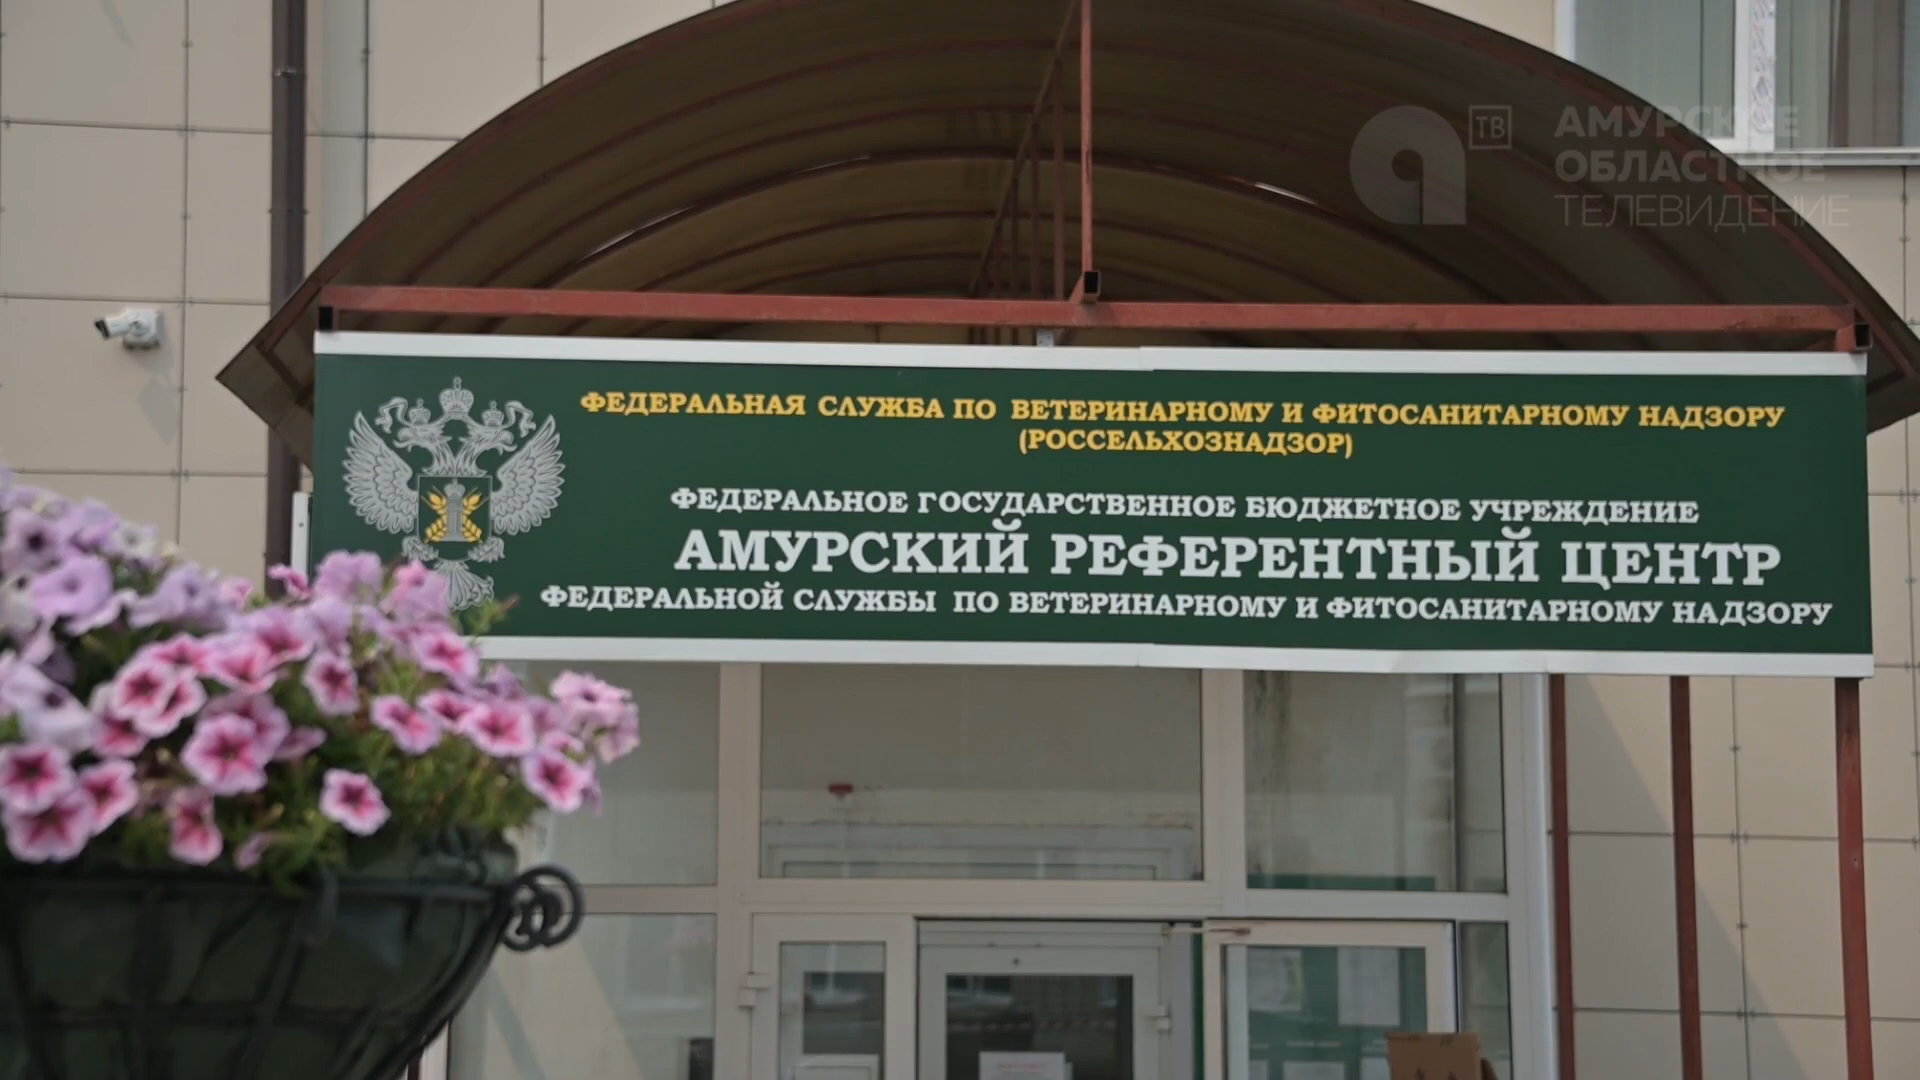 ТВ
АМУРСКОЕ
ОБЛАСТНОЕ
ТЕЛЕВИДЕНИЕ
ФЕДЕРАЛЬНАЯ СЛУЖБА ПО ВЕТЕРИНАРНОМУ И ФИТОСАНИТАРНОМУ НАДЗОРУ
(РОССЕЛЬХОЗНАДЗОР)
ФЕДЕРАЛЬНОЕ ГОСУДАРСТВЕННОЕ БЮДЖЕТНОЕ УЧРЕЖДЕНИЕ
АМУРСКИЙ РЕФЕРЕНТНЫЙ ЦЕНТР
ФЕДЕРАЛЬНОЙ СЛУЖБЫ ПО ВЕТЕРИНАРНОМУ И ФИТОСАНИТАРНОМУ НАДЗОРУ